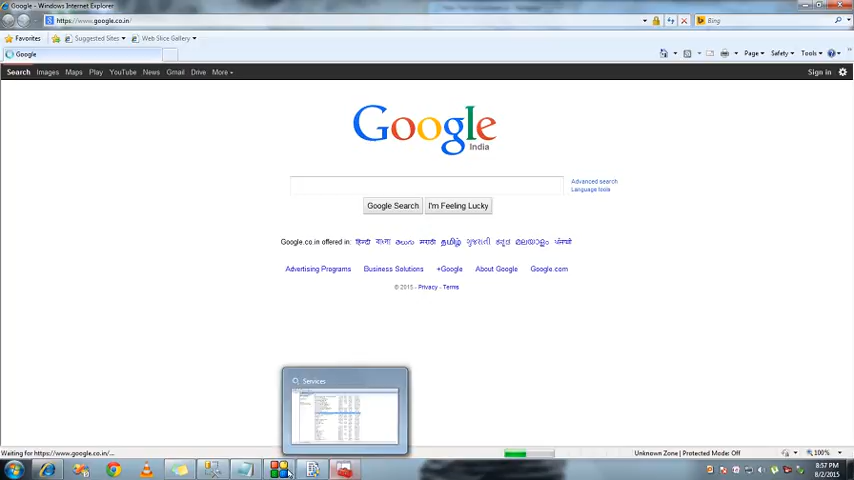 Google - Windows Internet Explorer
https://www.google.co.in/
Bing
Favorites Suggested Sites Web Slice Gallery
Google
Page Safety Tools
Search Images Maps Play YouTube News Gmail Drive More
Sign in
Google
India
Advanced search
Language tools
Google Search I'm Feeling Lucky
Google.co.in offered in: हिन्दी বাংলা తెలుగు मराठी தமிழ் ગુજરાતી ಕನ್ನಡ മലയാളം ਪੰਜਾਬੀ
Advertising Programs Business Solutions +Google About Google Google.com
© 2015 - Privacy - Terms
Services
Waiting for https://www.google.co.in/...
Unknown Zone | Protected Mode: Off
100%
8:57 PM
8/2/2015